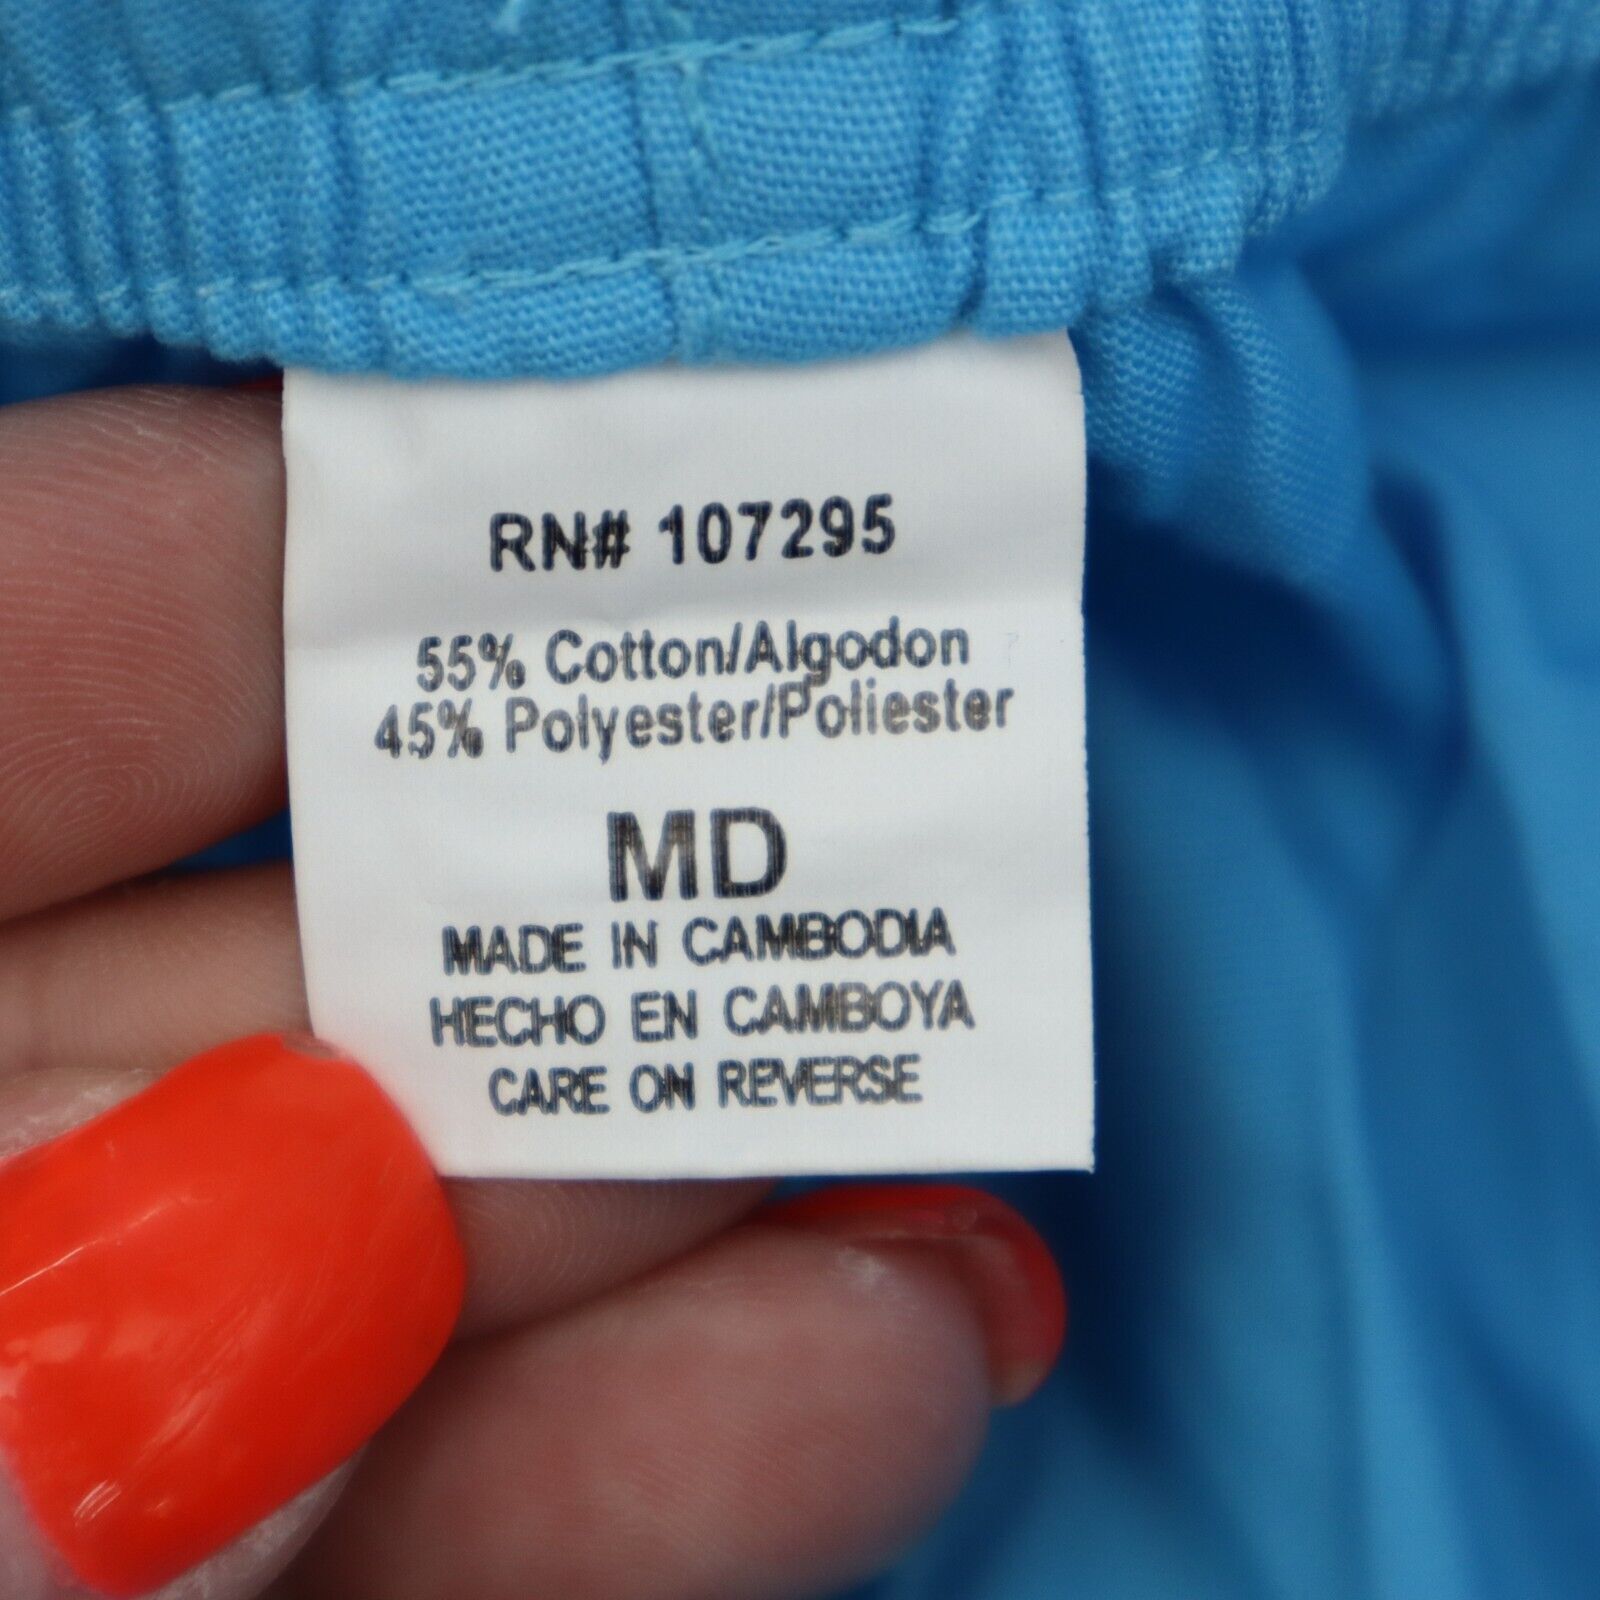 RN# 107295
55% Cotton/Algodon
45% Polyester/Poliester
MD
MADE IN CAMBODIA
HECHO EN CAMBOYA
CARE ON REVERSE